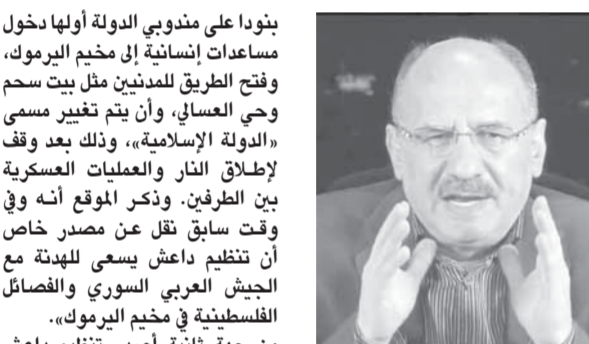 بنودا على مندوبي الدولة أولها دخول
مساعدات إنسانية إلى مخيم اليرموك،
وفتح الطريق للمدنيين مثل بيت سحم
وحي العسالي، وأن يتم تغيير مسمى
«الدولة الإسلامية»، وذلك بعد وقف
لإطلاق النار والعمليات العسكرية
بين الطرفين. وذكر الموقع أنه وفي
وقت سابق نقل عن مصدر خاص
أن تنظيم داعش يسعى للهدنة مع
الجيش العربي السوري والفصائل
الفلسطينية في مخيم اليرموك».